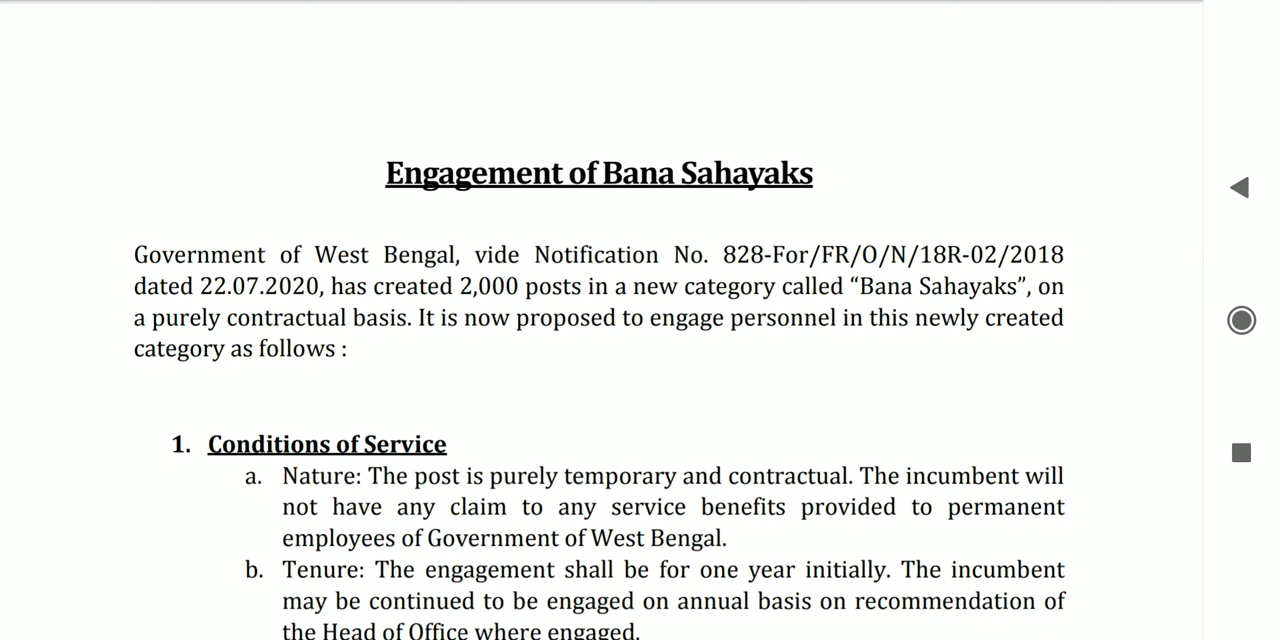 Engagement of Bana Sahayaks
Government of West Bengal, vide Notification No. 828-For/FR/O/N/18R-02/2018
dated 22.07.2020, has created 2,000 posts in a new category called “Bana Sahayaks”, on
a purely contractual basis. It is now proposed to engage personnel in this newly created
category as follows :
1. Conditions of Service
a. Nature: The post is purely temporary and contractual. The incumbent will
not have any claim to any service benefits provided to permanent
employees of Government of West Bengal.
b. Tenure: The engagement shall be for one year initially. The incumbent
may be continued to be engaged on annual basis on recommendation of
the Head of Office where engaged.